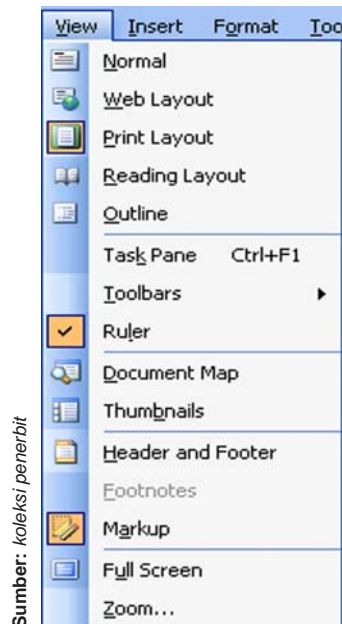 View Insert Format Too
Normal
Web Layout
Print Layout
Reading Layout
Outline
Task Pane Ctrl+F1
Toolbars
Ruler
Document Map
Thumbnails
Header and Footer
Footnotes
Markup
Full Screen
Zoom...
Sumber: koleksi penerbit